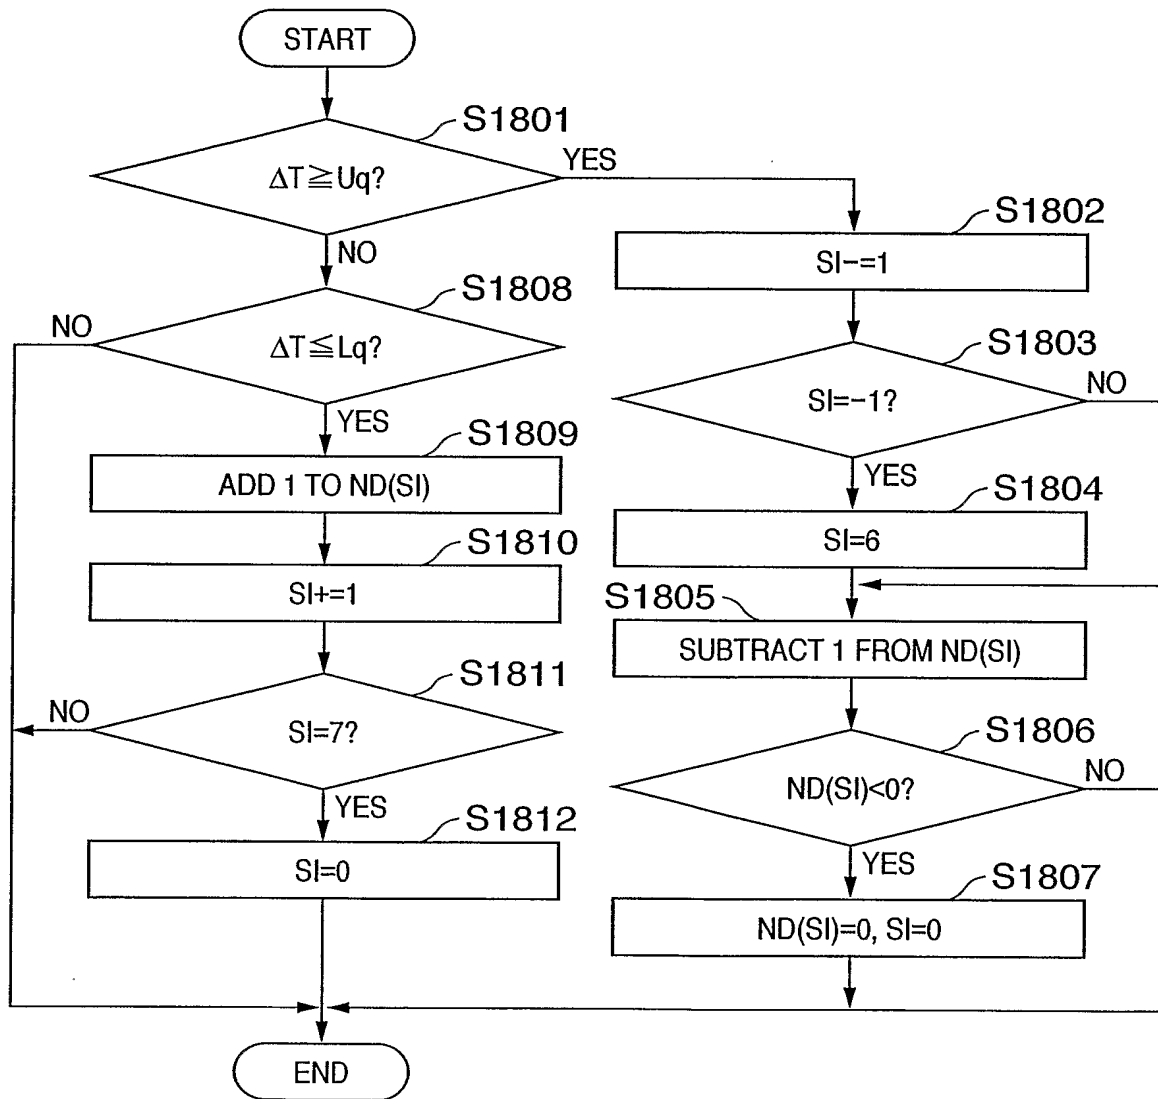 START
S1801
ΔT≧Uq?
YES
NO
S1802
SI−=1
S1803
SI=−1?
NO
YES
S1804
SI=6
S1805
SUBTRACT 1 FROM ND(SI)
S1806
ND(SI)<0?
NO
YES
S1807
ND(SI)=0, SI=0
S1808
ΔT≦Lq?
NO
YES
S1809
ADD 1 TO ND(SI)
S1810
SI+=1
S1811
SI=7?
NO
YES
S1812
SI=0
END